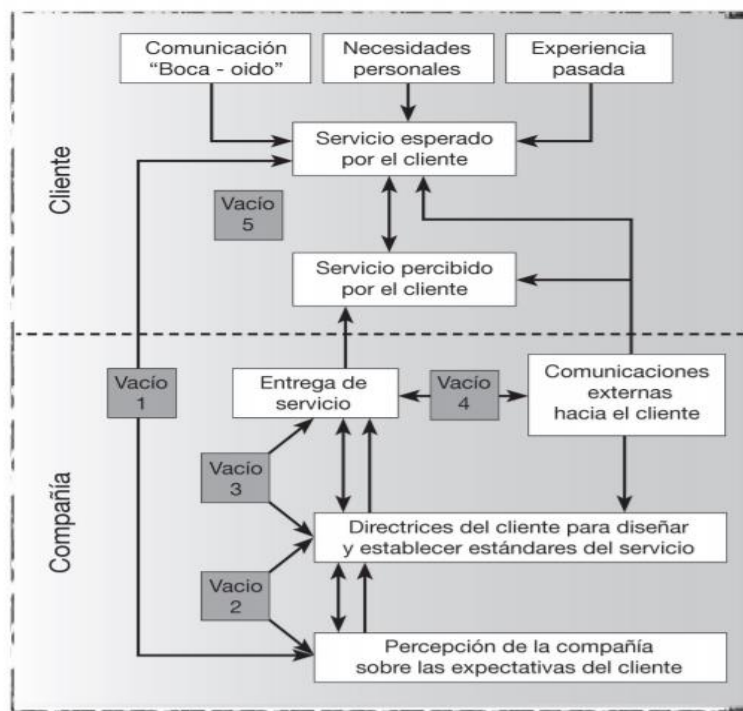 Comunicación
"Boca - oido"
Necesidades
personales
Experiencia
pasada
Servicio esperado
por el cliente
Cliente
Vacío
5
Servicio percibido
por el cliente
Vacío
1
Entrega de
servicio
Vacío
4
Comunicaciones
externas
hacia el cliente
Compañía
Vacío
3
Directrices del cliente para diseñar
y establecer estándares del servicio
Vacio
2
Percepción de la compañía
sobre las expectativas del cliente